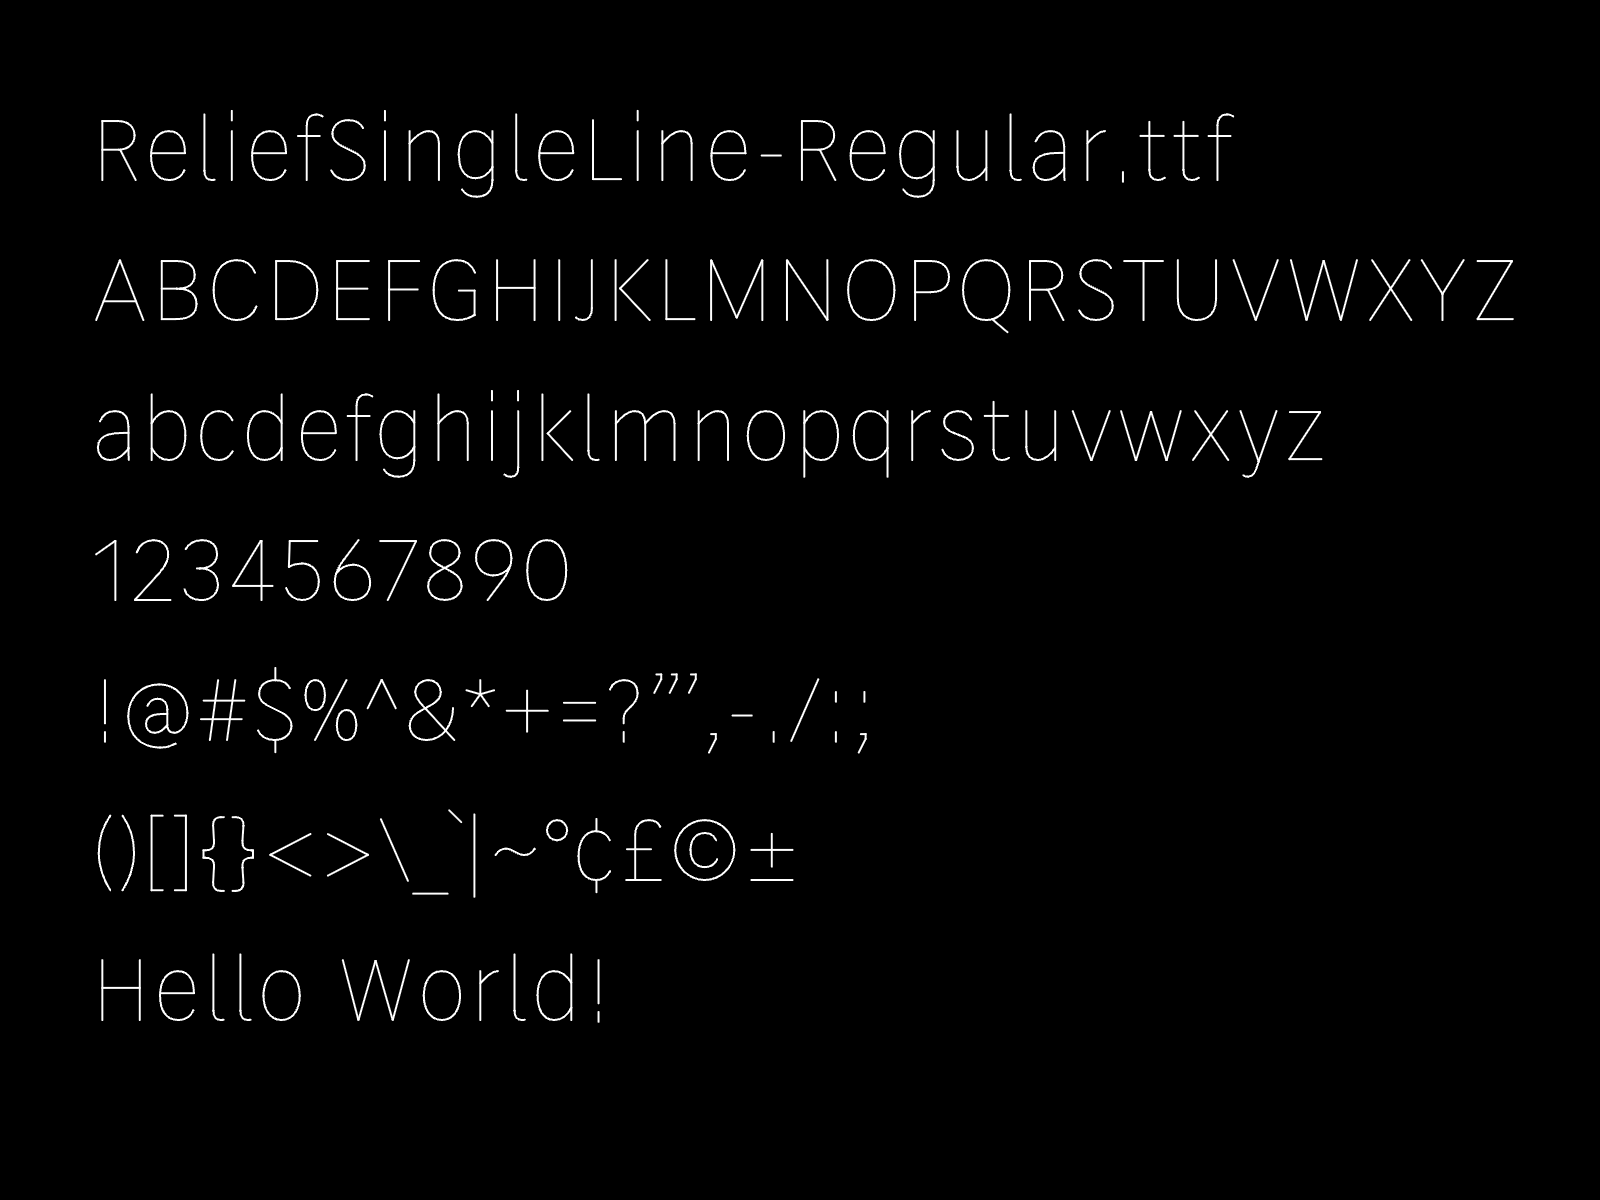 ReliefSingleLine-Regular.ttf
ABCDEFGHIJKLMNOPQRSTUVWXYZ
abcdefghijklmnopqrstuvwxyz
1234567890
!@#$%^&*+=?”’,-./:;
()[]{}<>\_`|~°¢£©±
Hello World!